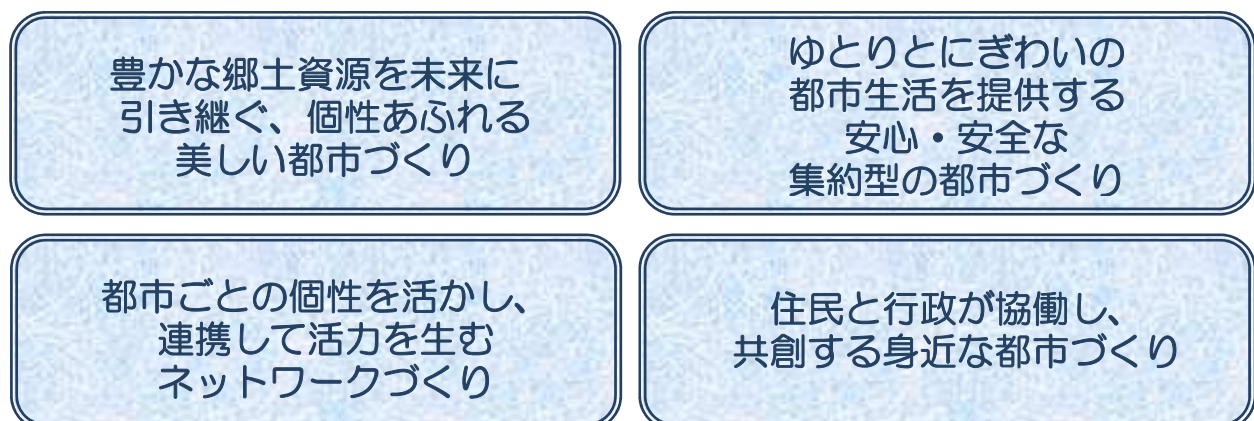 豊かな郷土資源を未来に
引き継ぐ、個性あふれる
美しい都市づくり
ゆとりとにぎわいの
都市生活を提供する
安心・安全な
集約型の都市づくり
都市ごとの個性を活かし、
連携して活力を生む
ネットワークづくり
住民と行政が協働し、
共創する身近な都市づくり